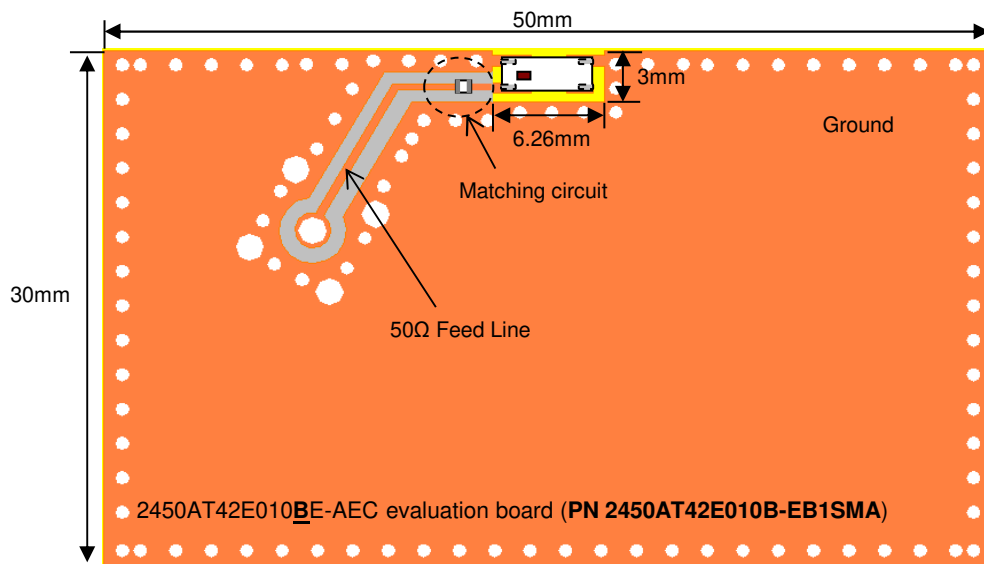 50mm
3mm
Ground
6.26mm
Matching circuit
30mm
50Ω Feed Line
2450AT42E010BE-AEC evaluation board (PN 2450AT42E010B-EB1SMA)